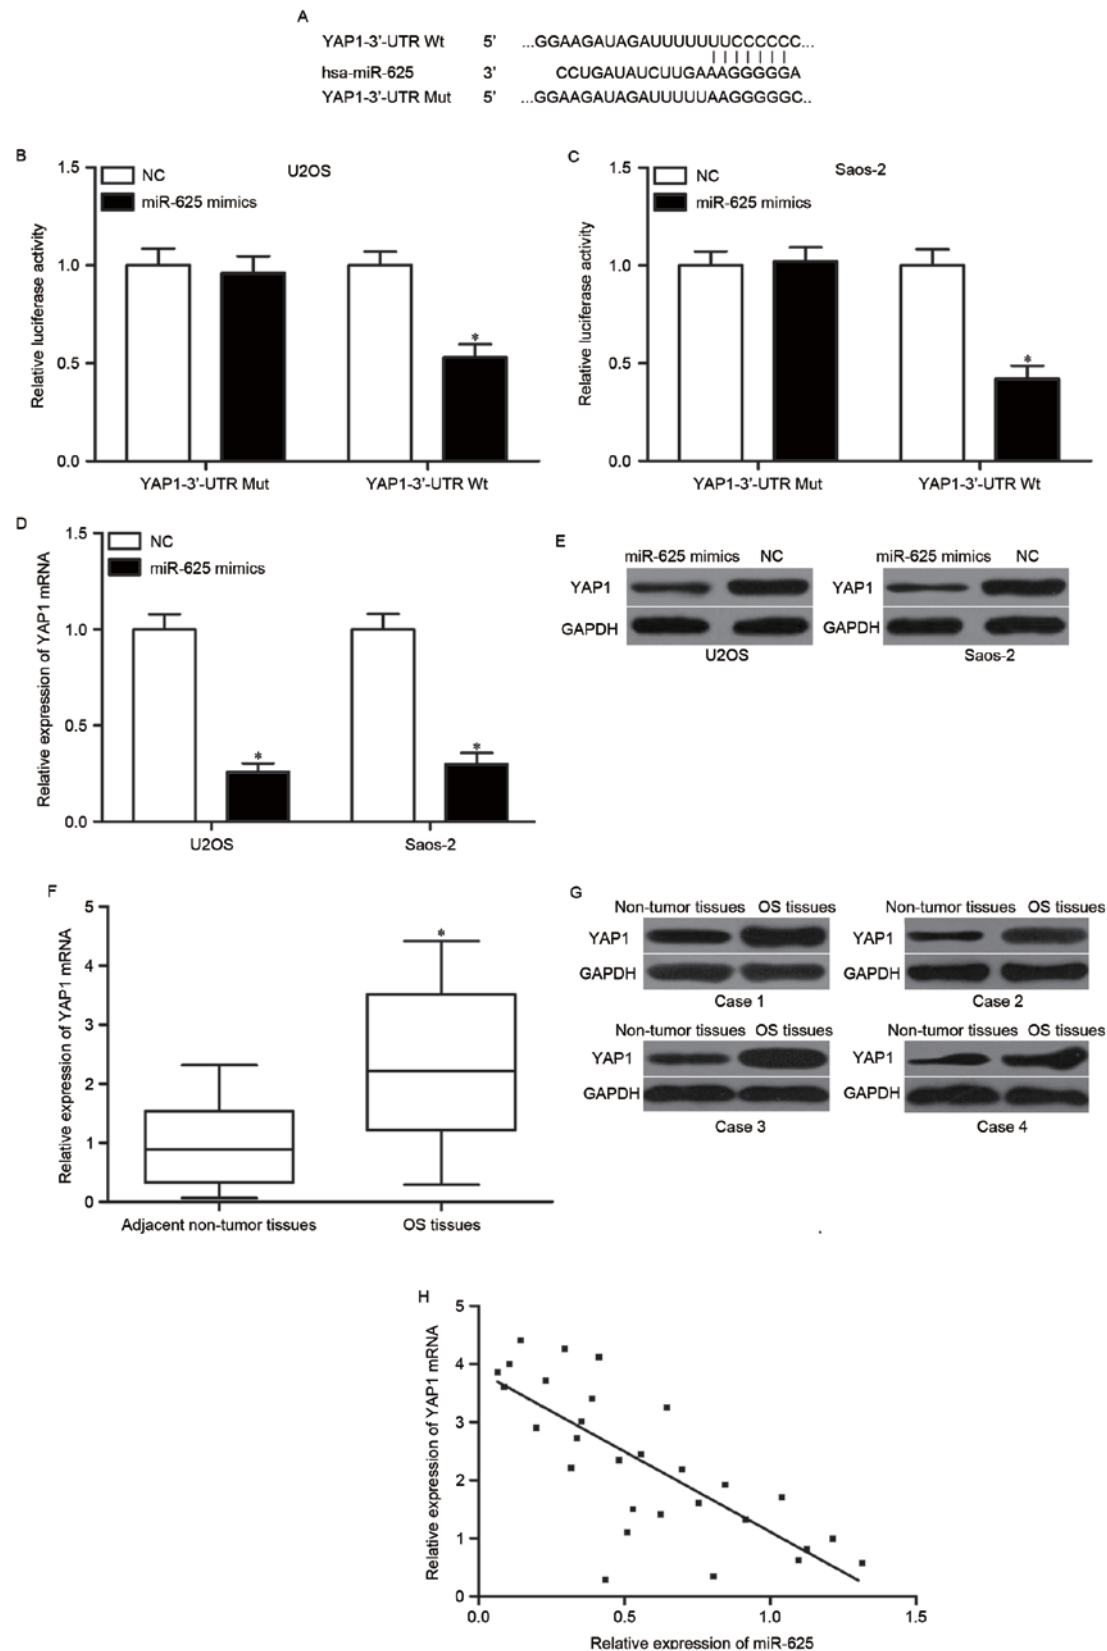 A
YAP1-3’-UTR Wt 5’ ...GGAAGAUAGAUUUUUUUCCCCCC...
hsa-miR-625 3’ CCUGAUAUCUUGAAAGGGGGA
YAP1-3’-UTR Mut 5’ ...GGAAGAUAGAUUUUUAAGGGGGC..
B
U2OS
NC
miR-625 mimics
Relative luciferase activity
1.5
1.0
0.5
0.0
*
YAP1-3’-UTR Mut YAP1-3’-UTR Wt
C
Saos-2
NC
miR-625 mimics
Relative luciferase activity
1.5
1.0
0.5
0.0
*
YAP1-3’-UTR Mut YAP1-3’-UTR Wt
D
NC
miR-625 mimics
Relative expression of YAP1 mRNA
1.5
1.0
0.5
0.0
* *
U2OS Saos-2
E
miR-625 mimics NC
YAP1
GAPDH
U2OS
miR-625 mimics NC
YAP1
GAPDH
Saos-2
F
Relative expression of YAP1 mRNA
5
4
3
2
1
0
*
Adjacent non-tumor tissues OS tissues
G
Non-tumor tissues OS tissues
YAP1
GAPDH
Case 1
Non-tumor tissues OS tissues
YAP1
GAPDH
Case 2
Non-tumor tissues OS tissues
YAP1
GAPDH
Case 3
Non-tumor tissues OS tissues
YAP1
GAPDH
Case 4
H
Relative expression of YAP1 mRNA
5
4
3
2
1
0
0.0 0.5 1.0 1.5
Relative expression of miR-625